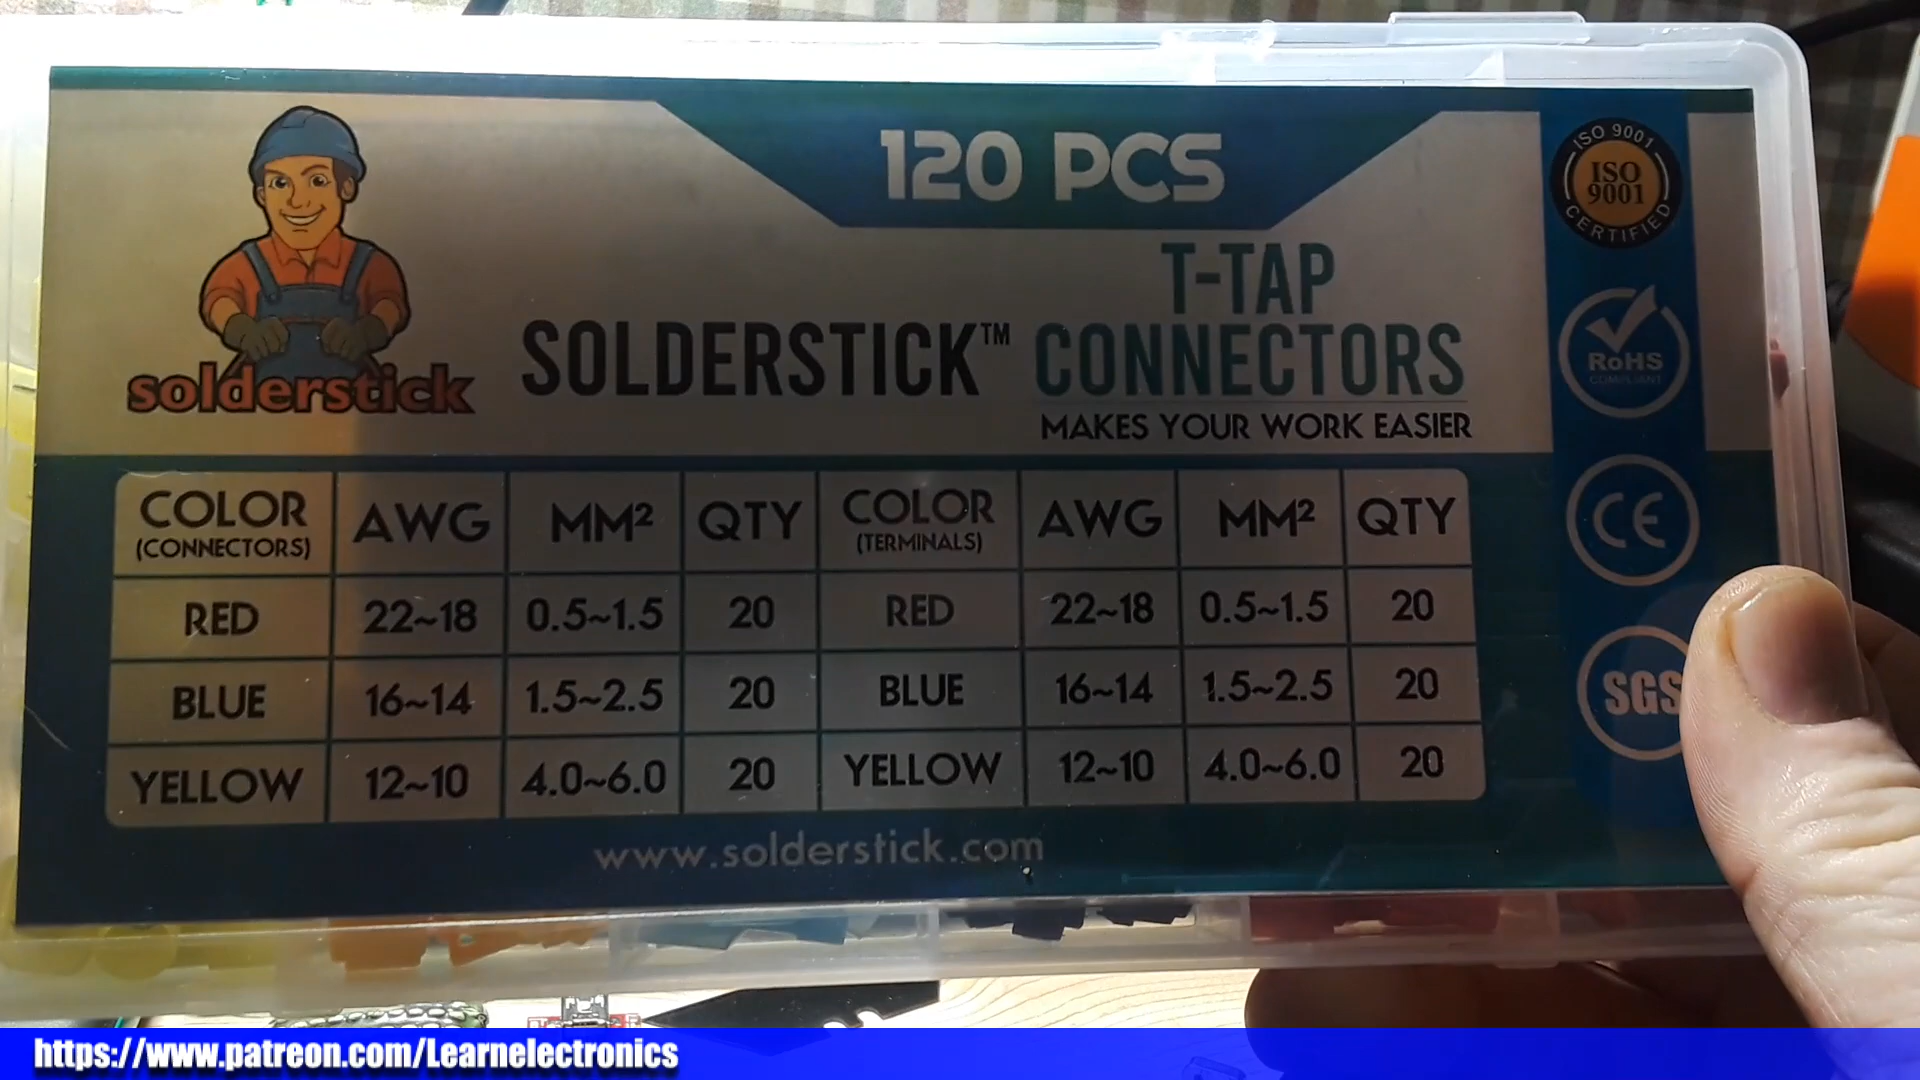 120 PCS
solderstick
SOLDERSTICK™
T-TAP
CONNECTORS
MAKES YOUR WORK EASIER
ISO 9001
ISO
9001
CERTIFIED
RoHS
COMPLIANT
CE
SGS
COLOR (CONNECTORS) AWG MM² QTY COLOR (TERMINALS) AWG MM² QTY
RED 22~18 0.5~1.5 20 RED 22~18 0.5~1.5 20
BLUE 16~14 1.5~2.5 20 BLUE 16~14 1.5~2.5 20
YELLOW 12~10 4.0~6.0 20 YELLOW 12~10 4.0~6.0 20
www.solderstick.com
https://www.patreon.com/Learnelectronics